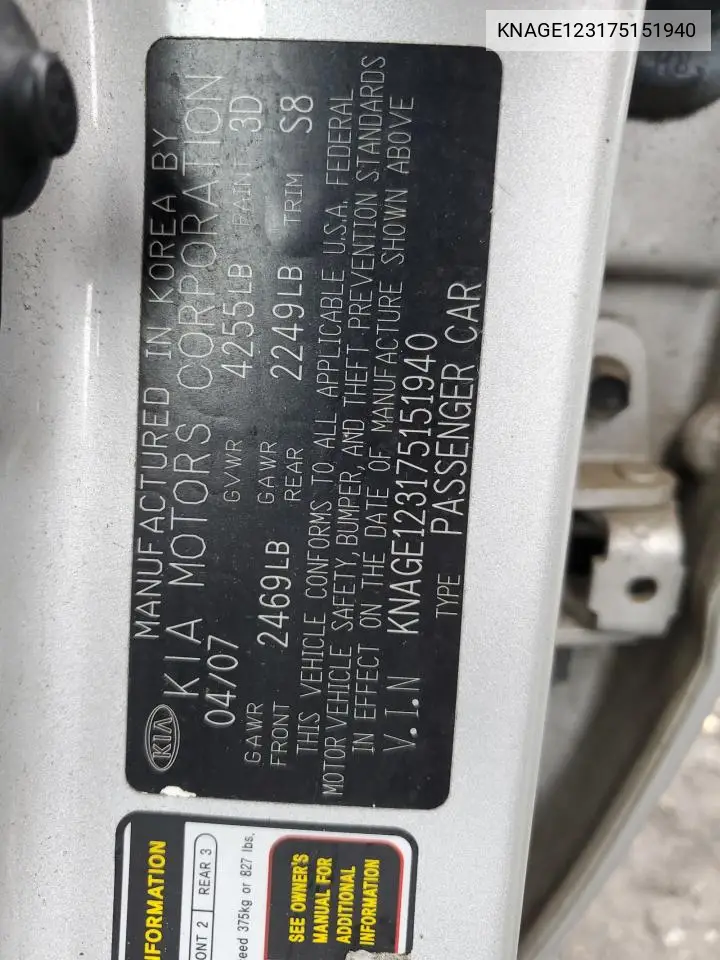 KNAGE123175151940
MANUFACTURED IN KOREA BY
KIA KIA MOTORS CORPORATION
04/07 GVWR 4255LB PAINT 3D
GAWR FRONT 2469LB GAWR REAR 2249LB TRIM S8
THIS VEHICLE CONFORMS TO ALL APPLICABLE U.S.A. FEDERAL
MOTOR VEHICLE SAFETY, BUMPER, AND THEFT PREVENTION STANDARDS
IN EFFECT ON THE DATE OF MANUFACTURE SHOWN ABOVE
V.I.N KNAGE123175151940
TYPE PASSENGER CAR
REAR 3
375kg or 827 lbs.
SEE OWNER'S
MANUAL FOR
ADDITIONAL
INFORMATION